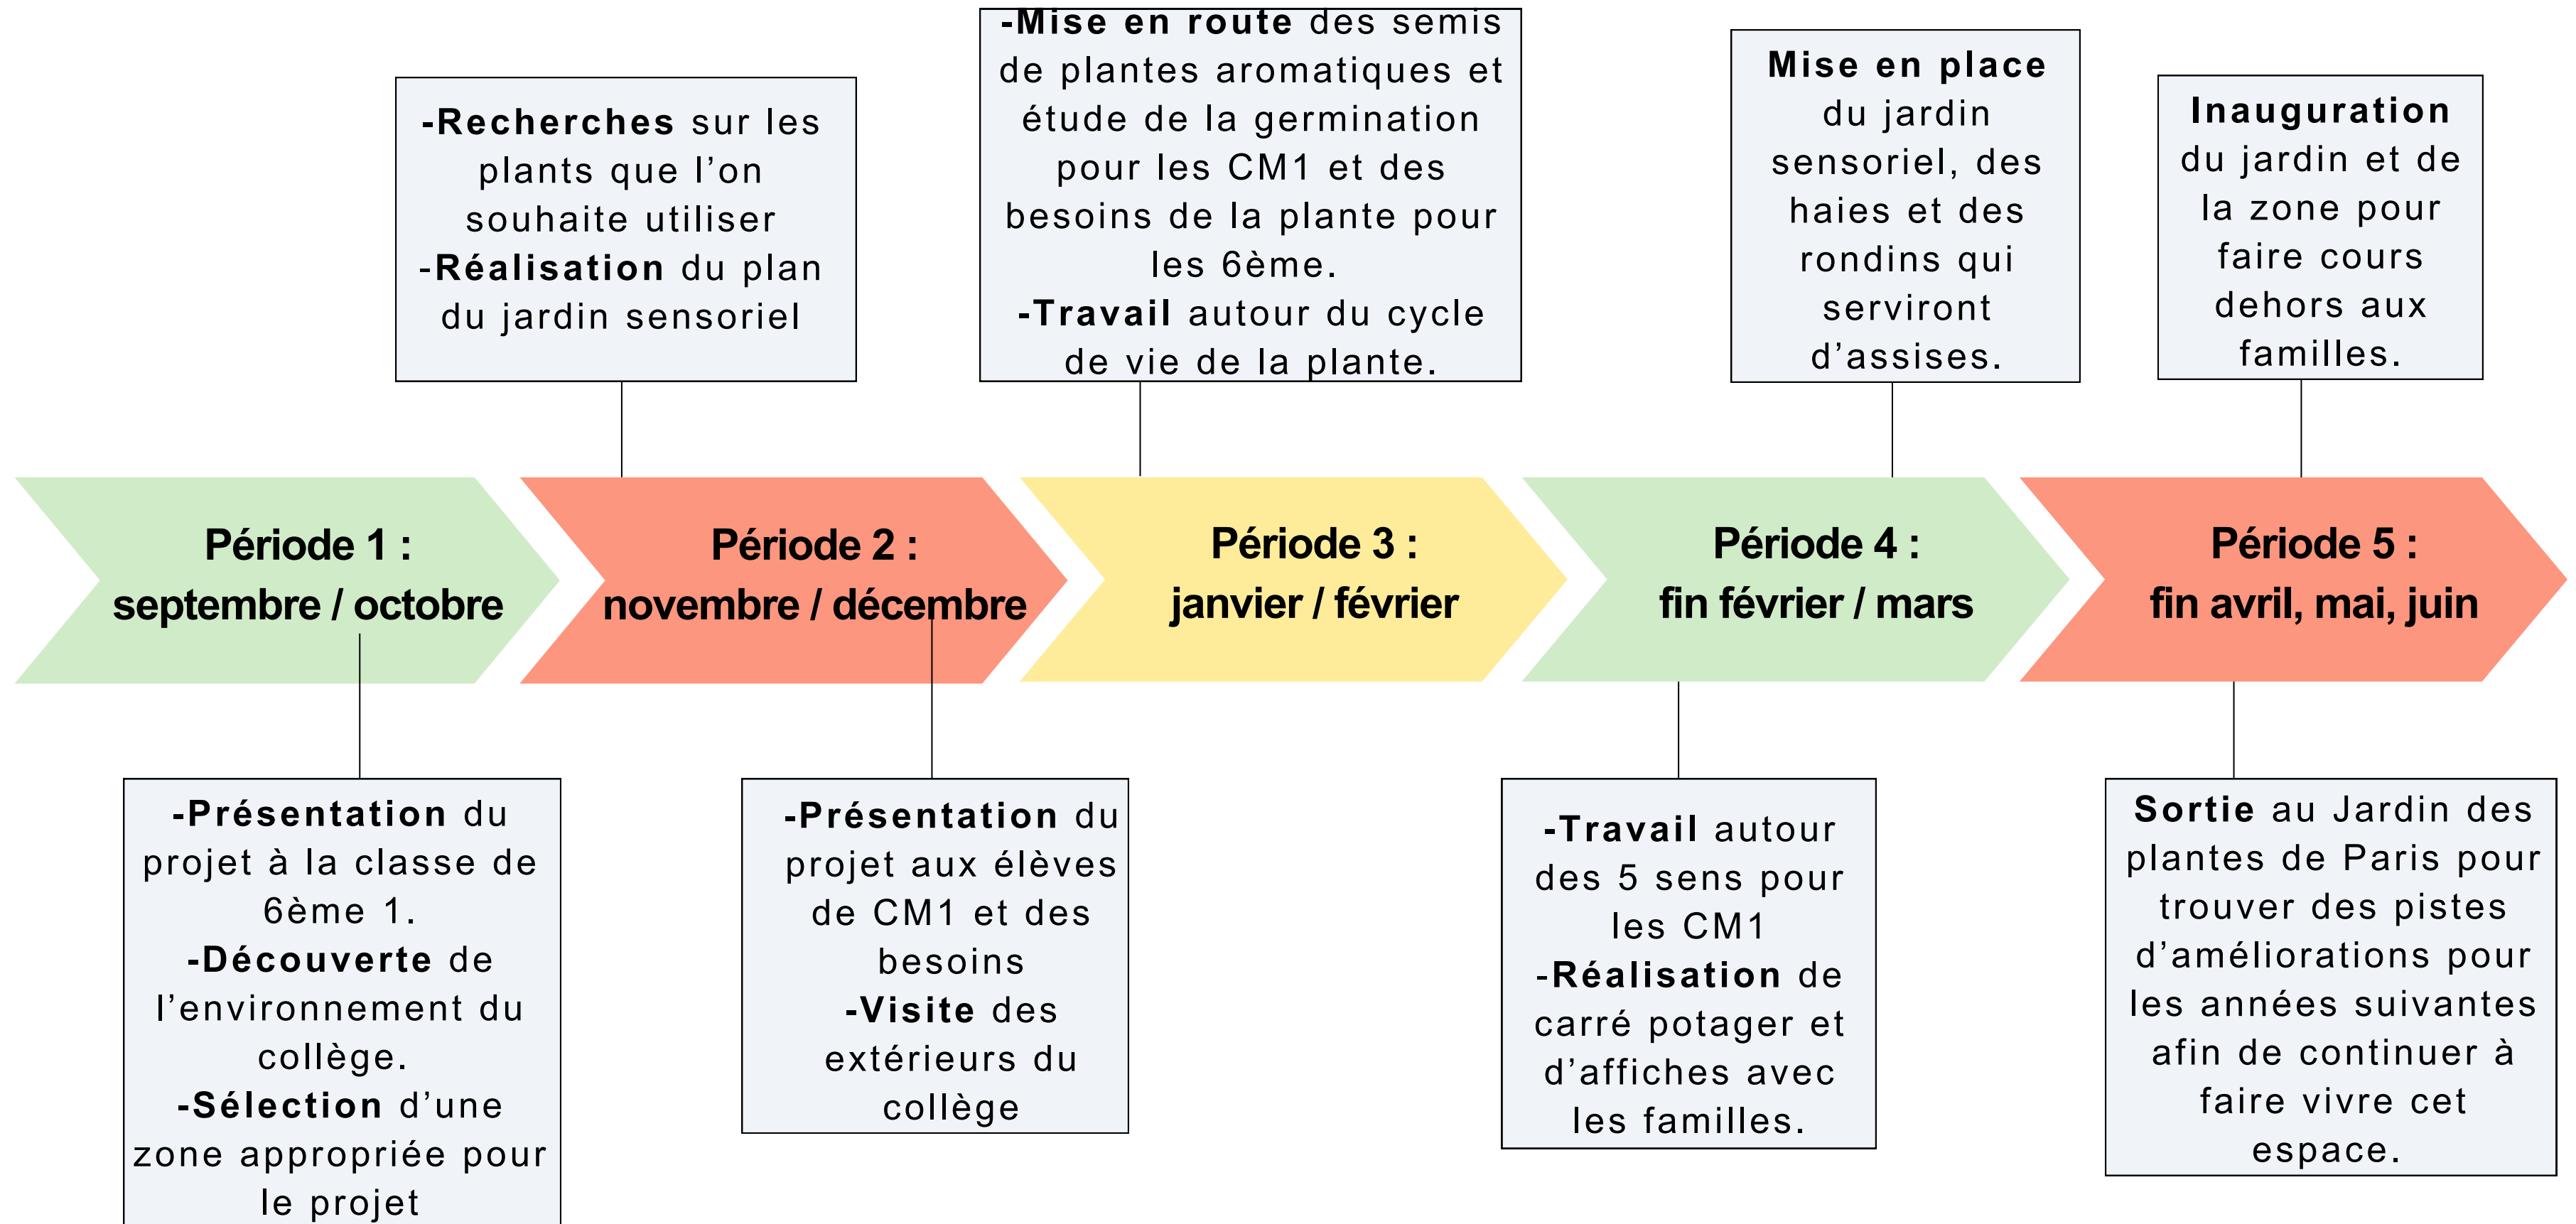 -Recherches sur les
plants que l’on
souhaite utiliser
-Réalisation du plan
du jardin sensoriel
-Mise en route des semis
de plantes aromatiques et
étude de la germination
pour les CM1 et des
besoins de la plante pour
les 6ème.
-Travail autour du cycle
de vie de la plante.
Mise en place
du jardin
sensoriel, des
haies et des
rondins qui
serviront
d’assises.
Inauguration
du jardin et de
la zone pour
faire cours
dehors aux
familles.
Période 1 :
septembre / octobre
Période 2 :
novembre / décembre
Période 3 :
janvier / février
Période 4 :
fin février / mars
Période 5 :
fin avril, mai, juin
-Présentation du
projet à la classe de
6ème 1.
-Découverte de
l’environnement du
collège.
-Sélection d’une
zone appropriée pour
le projet
-Présentation du
projet aux élèves
de CM1 et des
besoins
-Visite des
extérieurs du
collège
-Travail autour
des 5 sens pour
les CM1
-Réalisation de
carré potager et
d’affiches avec
les familles.
Sortie au Jardin des
plantes de Paris pour
trouver des pistes
d’améliorations pour
les années suivantes
afin de continuer à
faire vivre cet
espace.